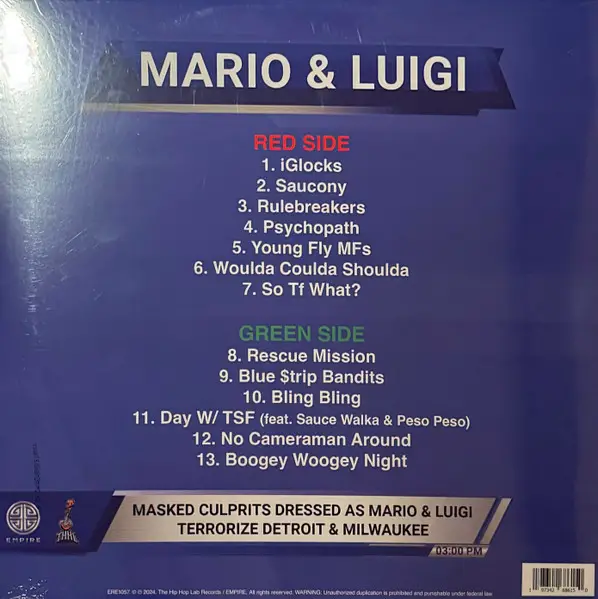 MARIO & LUIGI
RED SIDE
1. iGlocks
2. Saucony
3. Rulebreakers
4. Psychopath
5. Young Fly MFs
6. Woulda Coulda Shoulda
7. So Tf What?
GREEN SIDE
8. Rescue Mission
9. Blue $trip Bandits
10. Bling Bling
11. Day W/ TSF (feat. Sauce Walka & Peso Peso)
12. No Cameraman Around
13. Boogey Woogey Night
MASKED CULPRITS DRESSED AS MARIO & LUIGI
TERRORIZE DETROIT & MILWAUKEE
EMPIRE
THHL
03:00 PM
ERE1057. © ℗ 2024. The Hip Hop Lab Records / EMPIRE. All rights reserved. WARNING: Unauthorized duplication is prohibited and punishable under federal law.